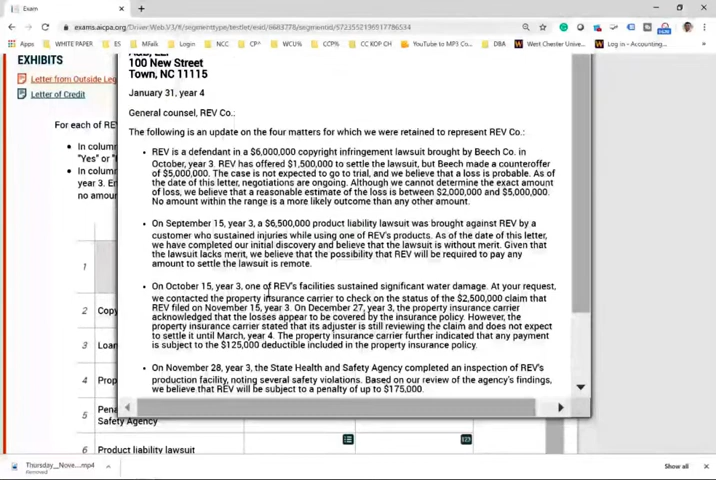 Exam
Apps WHITE PAPER ES MFalk Login NCC CP^ WCU% CCP% CC KOP CH YouTube to MP3 Co... DBA West Chester Unive... Log in - Accounting...
EXHIBITS
Letter from Outside Leg
Letter of Credit
For each of RE
In colum
"Yes" or "
In colum
year 3. En
no amou
1
2 Copy
3 Loan
4 Prop
5 Pena
Safety Agency
6 Product liability lawsuit
100 New Street
Town, NC 11115
January 31, year 4
General counsel, REV Co.:
The following is an update on the four matters for which we were retained to represent REV Co.:
• REV is a defendant in a $6,000,000 copyright infringement lawsuit brought by Beech Co. in
October, year 3. REV has offered $1,500,000 to settle the lawsuit, but Beech made a counteroffer
of $5,000,000. The case is not expected to go to trial, and we believe that a loss is probable. As of
the date of this letter, negotiations are ongoing. Although we cannot determine the exact amount
of loss, we believe that a reasonable estimate of the loss is between $2,000,000 and $5,000,000.
No amount within the range is a more likely outcome than any other amount.
• On September 15, year 3, a $6,500,000 product liability lawsuit was brought against REV by a
customer who sustained injuries while using one of REV's products. As of the date of this letter,
we have completed our initial discovery and believe that the lawsuit is without merit. Given that
the lawsuit lacks merit, we believe that the possibility that REV will be required to pay any
amount to settle the lawsuit is remote.
• On October 15, year 3, one of REV's facilities sustained significant water damage. At your request,
we contacted the property insurance carrier to check on the status of the $2,500,000 claim that
REV filed on November 15, year 3. On December 27, year 3, the property insurance carrier
acknowledged that the losses appear to be covered by the insurance policy. However, the
property insurance carrier stated that its adjuster is still reviewing the claim and does not expect
to settle it until March, year 4. The property insurance carrier further indicated that any payment
is subject to the $125,000 deductible included in the property insurance policy.
• On November 28, year 3, the State Health and Safety Agency completed an inspection of REV's
production facility, noting several safety violations. Based on our review of the agency's findings,
we believe that REV will be subject to a penalty of up to $175,000.
Thursday__Nove....mp4
Removed
Show all